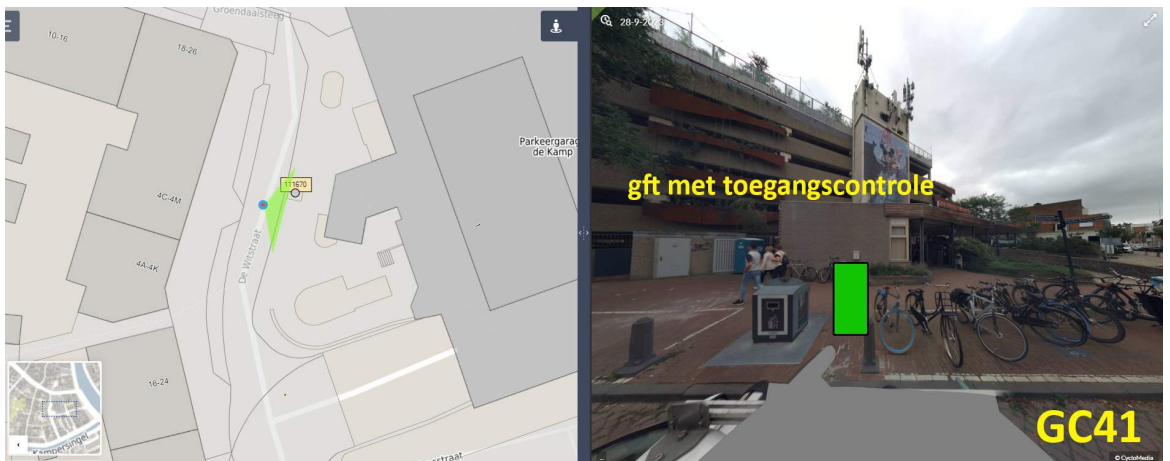 Groendaalsteeg
10-16
18-26
Parkeergarag
de Kamp
111670
4C-4M
De Witstraat
4A-4K
16-24
Kampersingel
28-9-2023
gft met toegangscontrole
GC41
© CycloMedia